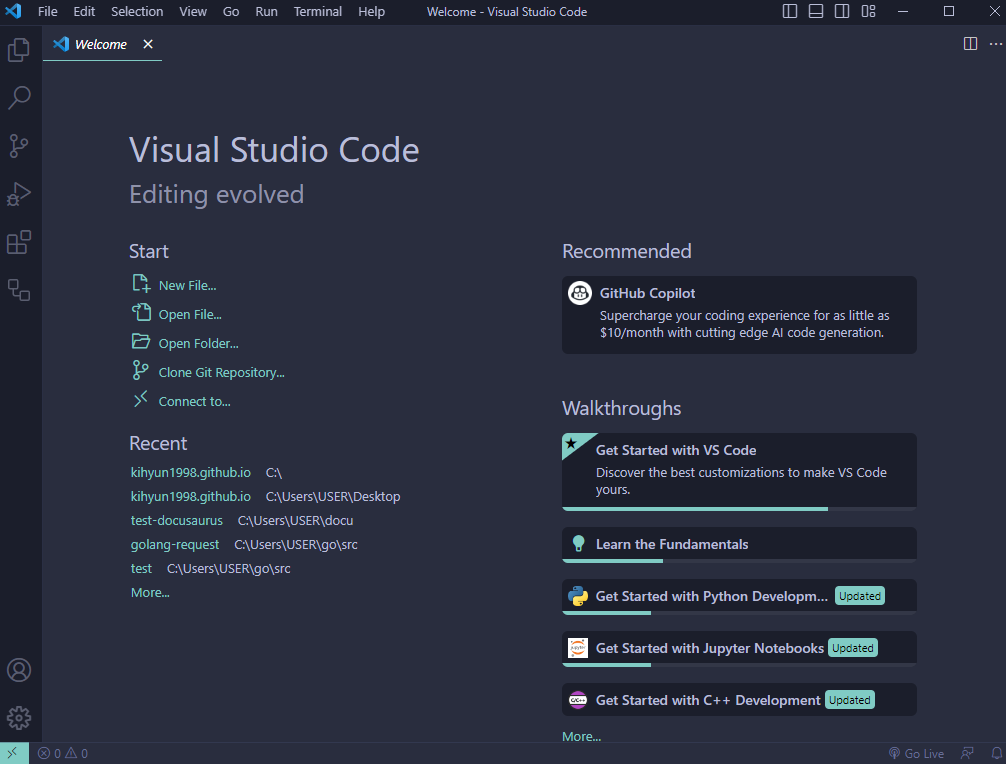 File Edit Selection View Go Run Terminal Help Welcome - Visual Studio Code
Welcome
Visual Studio Code
Editing evolved
Start
New File...
Open File...
Open Folder...
Clone Git Repository...
Connect to...
Recent
kihyun1998.github.io C:\
kihyun1998.github.io C:\Users\USER\Desktop
test-docusaurus C:\Users\USER\docu
golang-request C:\Users\USER\go\src
test C:\Users\USER\go\src
More...
Recommended
GitHub Copilot
Supercharge your coding experience for as little as
$10/month with cutting edge AI code generation.
Walkthroughs
Get Started with VS Code
Discover the best customizations to make VS Code
yours.
Learn the Fundamentals
Get Started with Python Developm... Updated
jupyter Get Started with Jupyter Notebooks Updated
C/C++ Get Started with C++ Development Updated
More...
0 0 Go Live